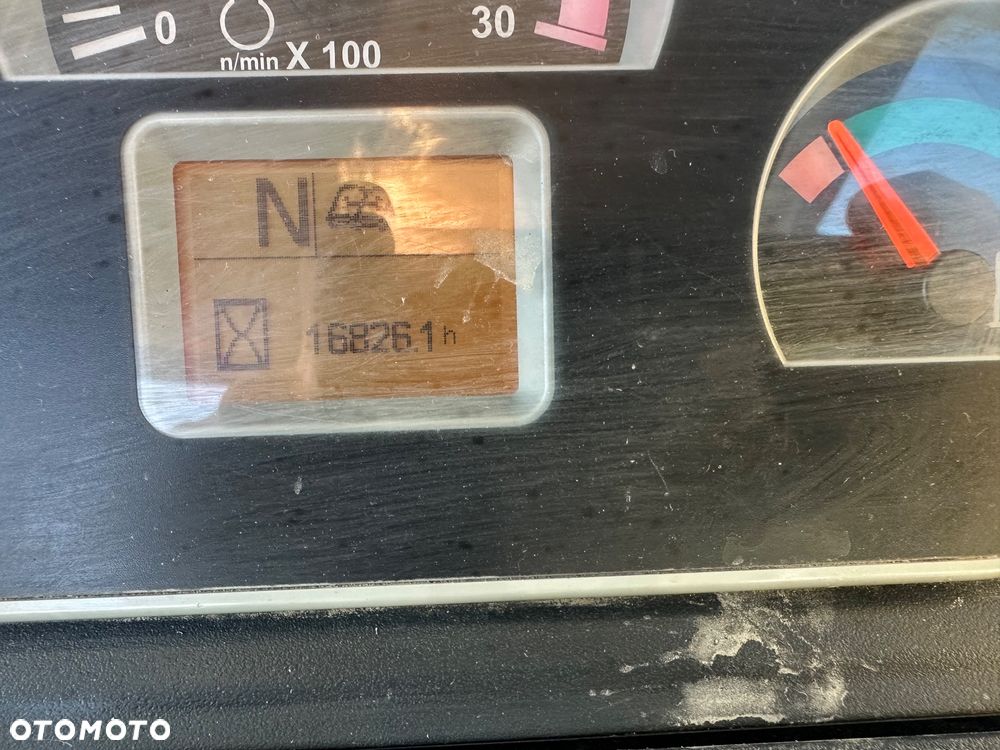 0 30
n/min X 100
N
16826.1 h
OTOMOTO